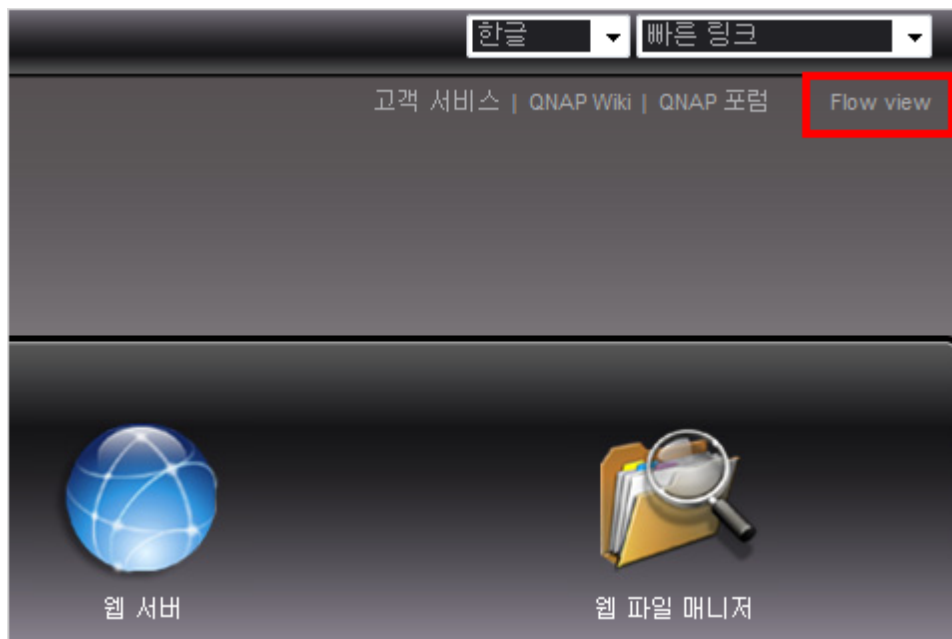 한글 빠른 링크
고객 서비스 | QNAP Wiki | QNAP 포럼 Flow view
웹 서버 웹 파일 매니저